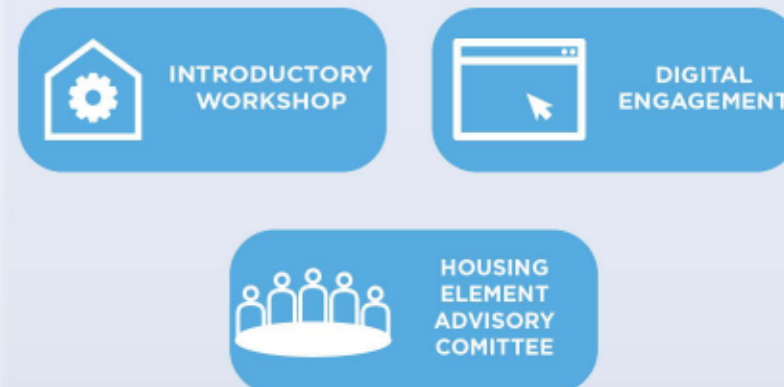 INTRODUCTORY
WORKSHOP
DIGITAL
ENGAGEMENT
HOUSING
ELEMENT
ADVISORY
COMITTEE